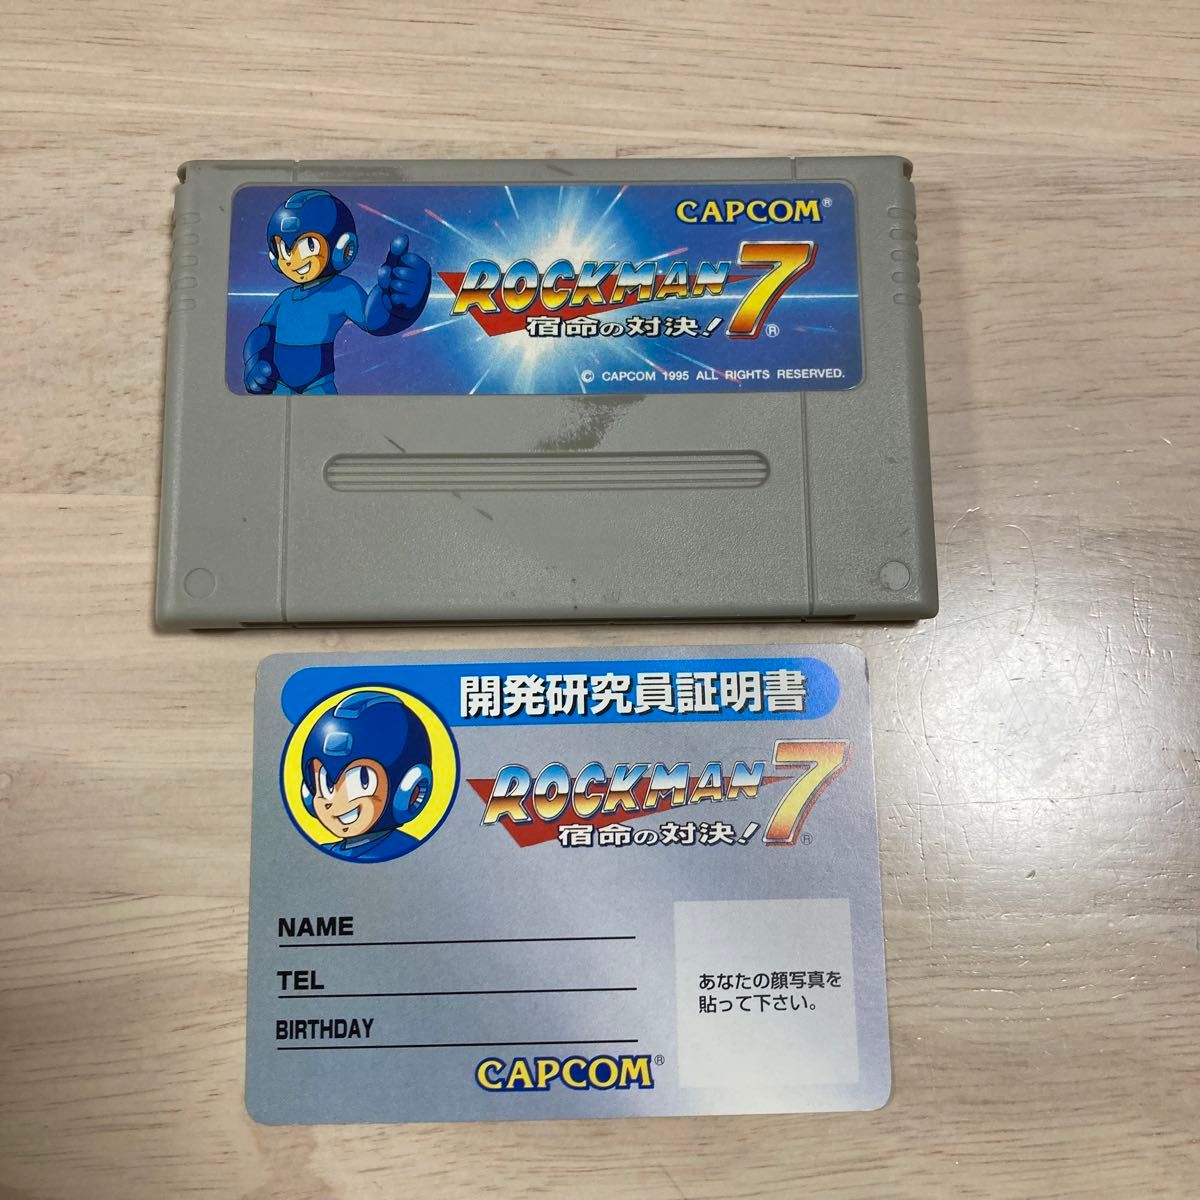 CAPCOM®
ROCKMAN 7
宿命の対決! ®
© CAPCOM 1995 ALL RIGHTS RESERVED.
開発研究員証明書
ROCKMAN 7
宿命の対決! ®
NAME
TEL
BIRTHDAY
あなたの顔写真を
貼って下さい。
CAPCOM®